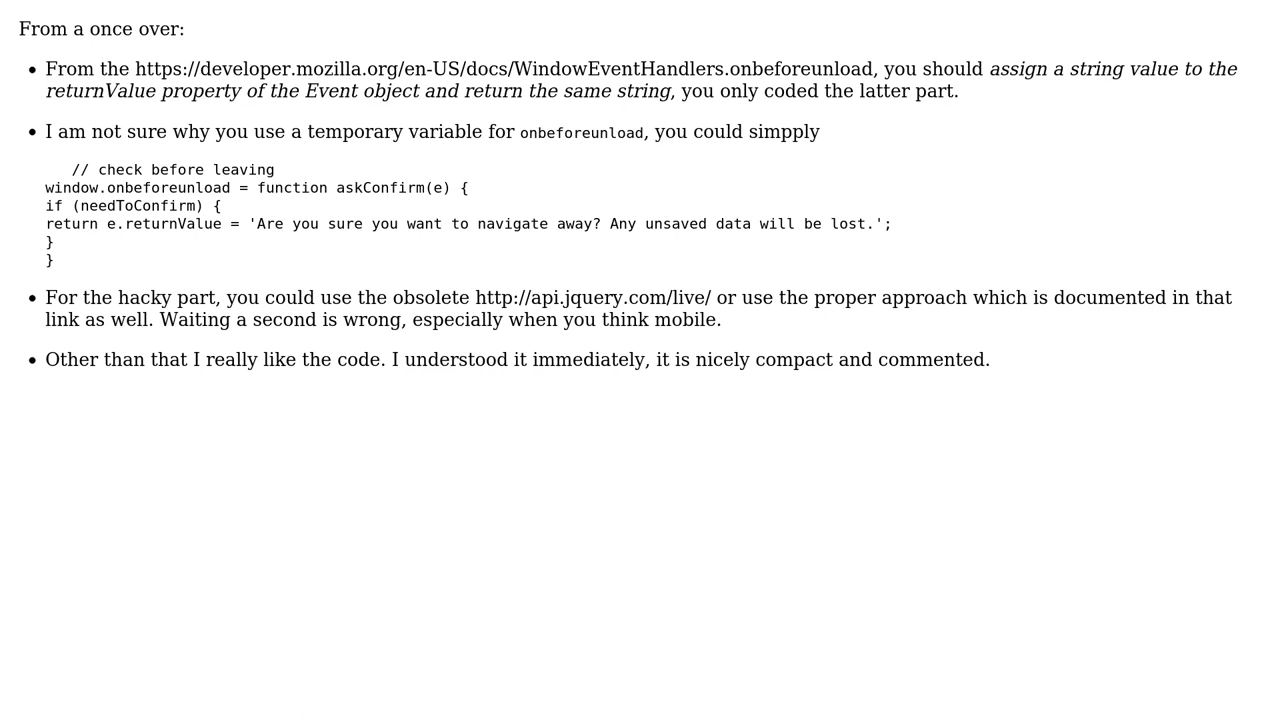 From a once over:
• From the https://developer.mozilla.org/en-US/docs/WindowEventHandlers.onbeforeunload, you should assign a string value to the
returnValue property of the Event object and return the same string, you only coded the latter part.
• I am not sure why you use a temporary variable for onbeforeunload, you could simpply
// check before leaving
window.onbeforeunload = function askConfirm(e) {
if (needToConfirm) {
return e.returnValue = 'Are you sure you want to navigate away? Any unsaved data will be lost.';
}
}
• For the hacky part, you could use the obsolete http://api.jquery.com/live/ or use the proper approach which is documented in that
link as well. Waiting a second is wrong, especially when you think mobile.
• Other than that I really like the code. I understood it immediately, it is nicely compact and commented.